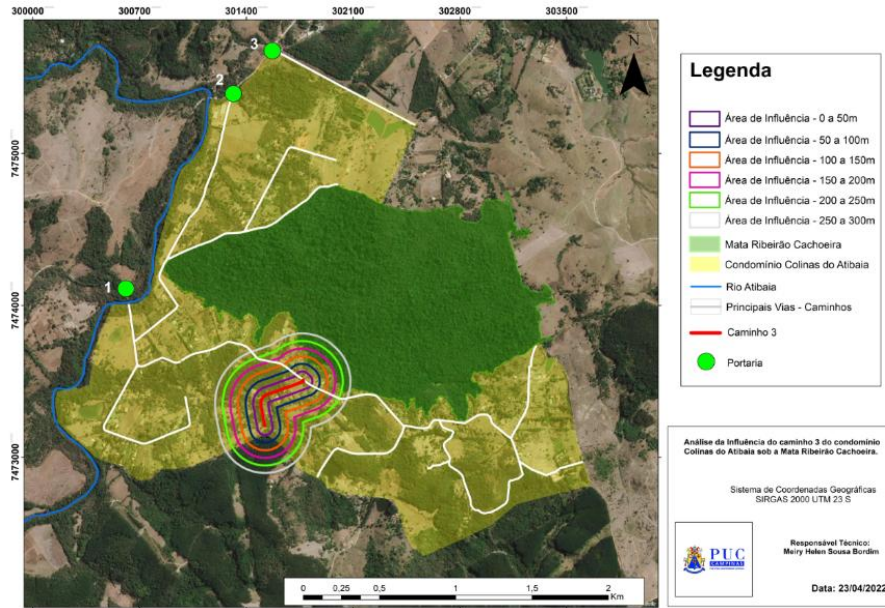 300000 300700 301400 302100 302800 303500
7475000
7474000
7473000
3
2
1
N
0 0,25 0,5 1 1,5 2
Km
Legenda
Área de Influência - 0 a 50m
Área de Influência - 50 a 100m
Área de Influência - 100 a 150m
Área de Influência - 150 a 200m
Área de Influência - 200 a 250m
Área de Influência - 250 a 300m
Mata Ribeirão Cachoeira
Condomínio Colinas do Atibaia
Rio Atibaia
Principais Vias - Caminhos
Caminho 3
Portaria
Análise da Influência do caminho 3 do condomínio
Colinas do Atibaia sob a Mata Ribeirão Cachoeira.
Sistema de Coordenadas Geográficas
SIRGAS 2000 UTM 23 S
PUC
CAMPINAS
Responsável Técnico:
Meiry Helen Sousa Bordim
Data: 23/04/2022